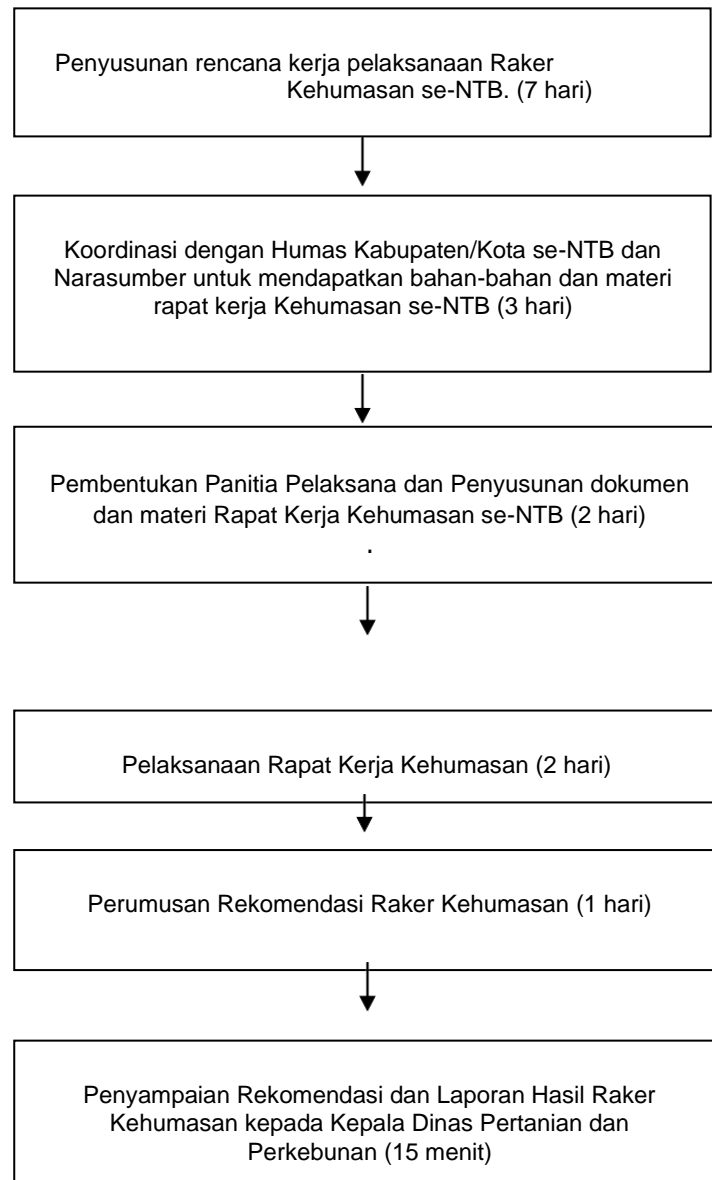 Penyusunan rencana kerja pelaksanaan Raker
Kehumasan se-NTB. (7 hari)
Koordinasi dengan Humas Kabupaten/Kota se-NTB dan
Narasumber untuk mendapatkan bahan-bahan dan materi
rapat kerja Kehumasan se-NTB (3 hari)
Pembentukan Panitia Pelaksana dan Penyusunan dokumen
dan materi Rapat Kerja Kehumasan se-NTB (2 hari)
.
Pelaksanaan Rapat Kerja Kehumasan (2 hari)
Perumusan Rekomendasi Raker Kehumasan (1 hari)
Penyampaian Rekomendasi dan Laporan Hasil Raker
Kehumasan kepada Kepala Dinas Pertanian dan
Perkebunan (15 menit)